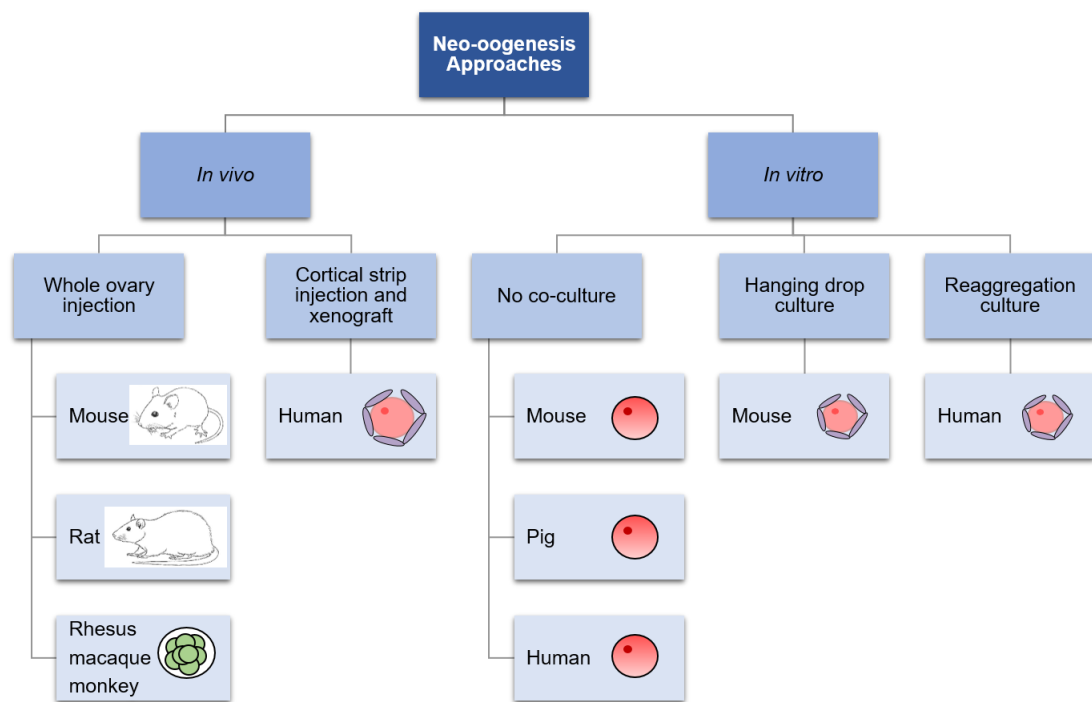 Neo-oogenesis
Approaches
In vivo
In vitro
Whole ovary
injection
Cortical strip
injection and
xenograft
No co-culture
Hanging drop
culture
Reaggregation
culture
Mouse
Human
Mouse
Mouse
Human
Rat
Pig
Rhesus
macaque
monkey
Human